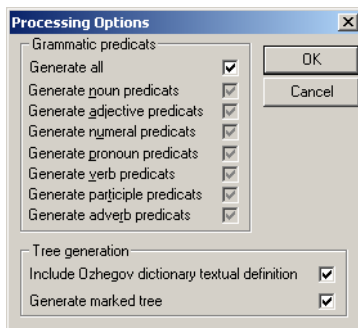 Processing Options
Grammatic predicats
Generate all
Generate noun predicats
Generate adjective predicats
Generate numeral predicats
Generate pronoun predicats
Generate verb predicats
Generate participle predicats
Generate adverb predicats
OK
Cancel
Tree generation
Include Ozhegov dictionary textual definition
Generate marked tree